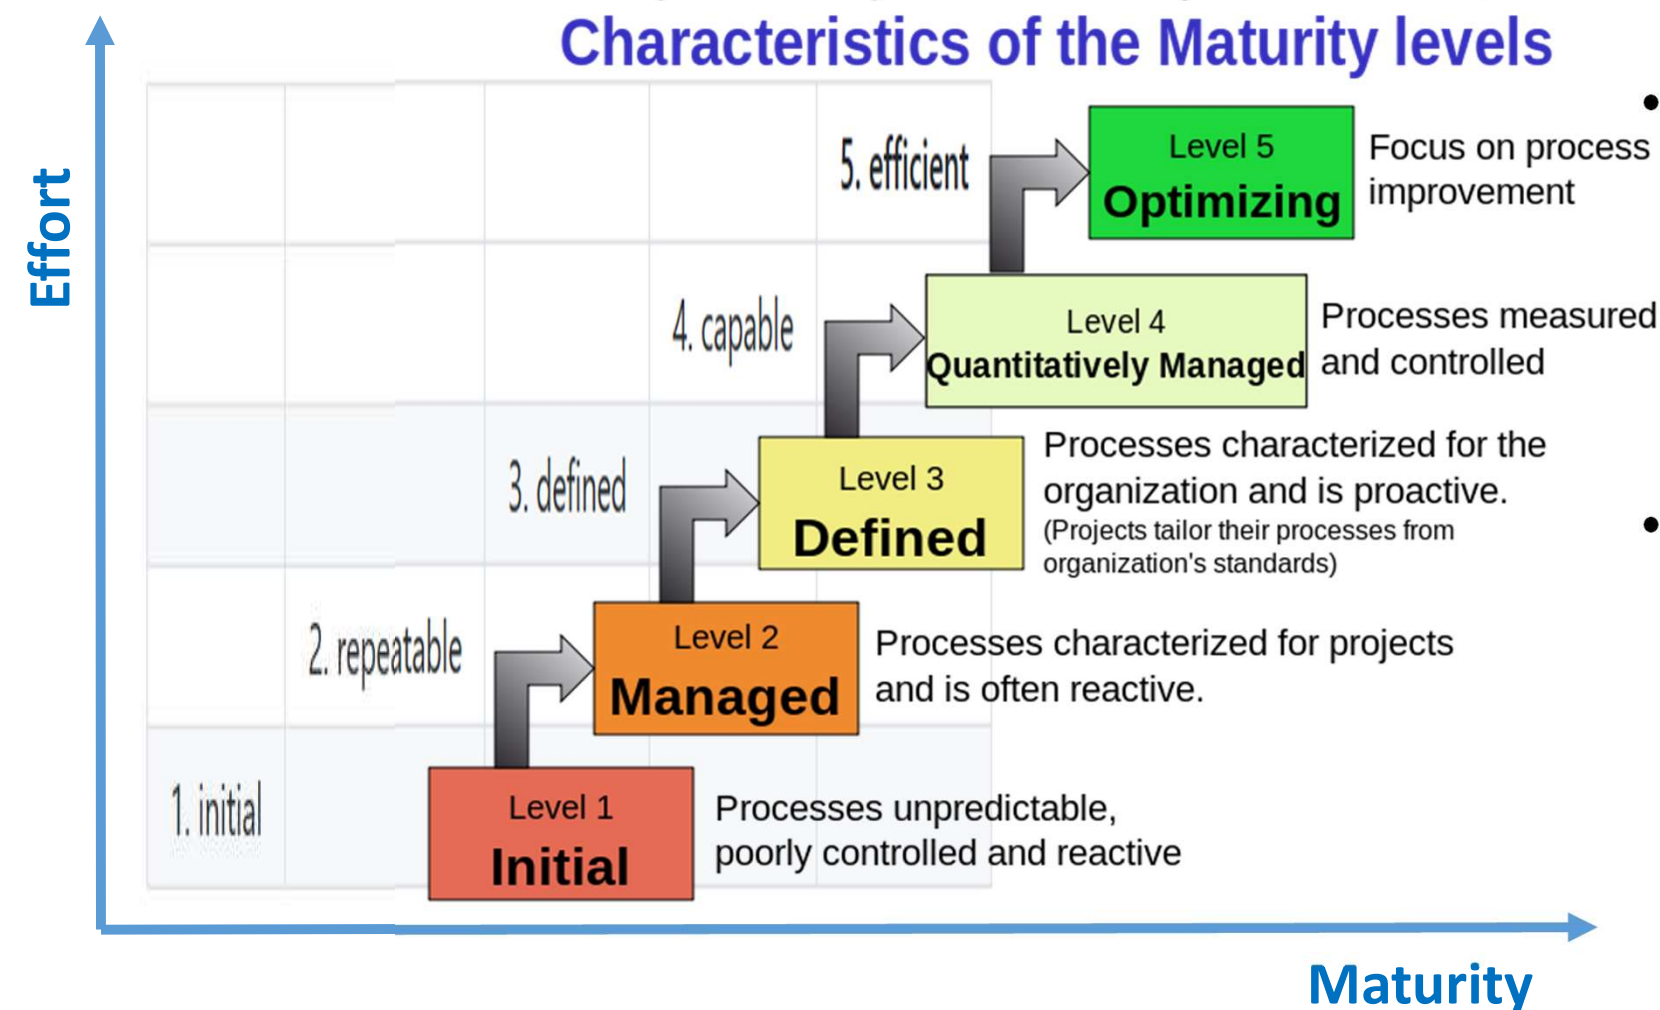 Characteristics of the Maturity levels
Effort
5. efficient
Level 5
Optimizing
Focus on process
improvement
4. capable
Level 4
Quantitatively Managed
Processes measured
and controlled
3. defined
Level 3
Defined
Processes characterized for the
organization and is proactive.
(Projects tailor their processes from
organization's standards)
2. repeatable
Level 2
Managed
Processes characterized for projects
and is often reactive.
1. initial
Level 1
Initial
Processes unpredictable,
poorly controlled and reactive
Maturity